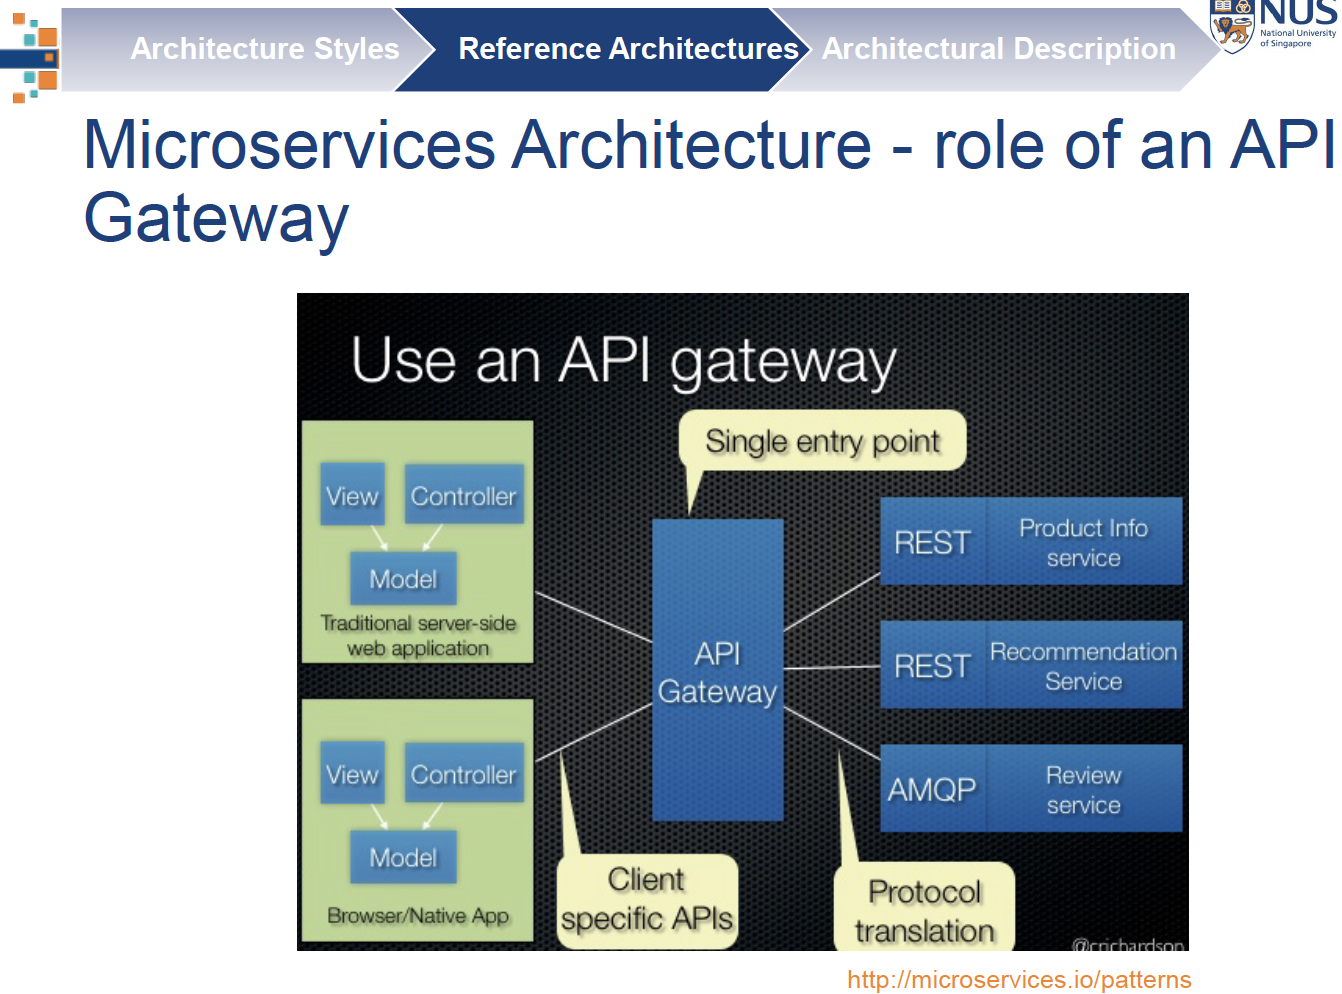 Architecture Styles
Reference Architectures
Architectural Description
NUS
National University
of Singapore
Microservices Architecture - role of an API
Gateway
Use an API gateway
Single entry point
View
Controller
Model
Traditional server-side
web application
View
Controller
Model
Browser/Native App
API
Gateway
REST
Product Info
service
REST
Recommendation
Service
AMQP
Review
service
Client
specific APIs
Protocol
translation
@crichardson
http://microservices.io/patterns